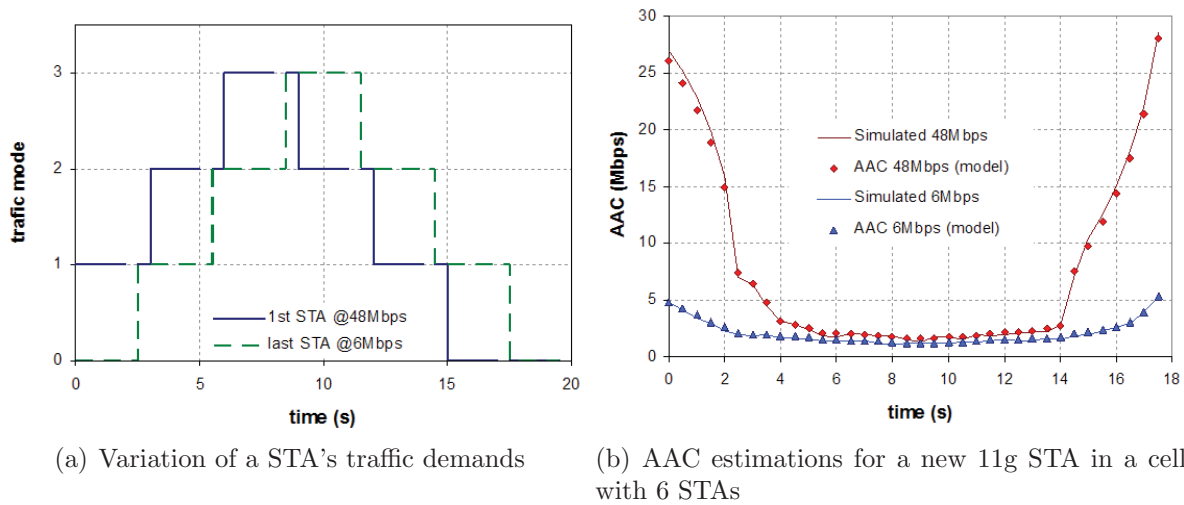 trafic mode
3
2
1
0
1st STA @48Mbps
last STA @6Mbps
0
5
10
15
20
time (s)
(a) Variation of a STA's traffic demands
AAC (Mbps)
30
25
20
15
10
5
0
Simulated 48Mbps
AAC 48Mbps (model)
Simulated 6Mbps
AAC 6Mbps (model)
0
2
4
6
8
10
12
14
16
18
time (s)
(b) AAC estimations for a new 11g STA in a cell
with 6 STAs